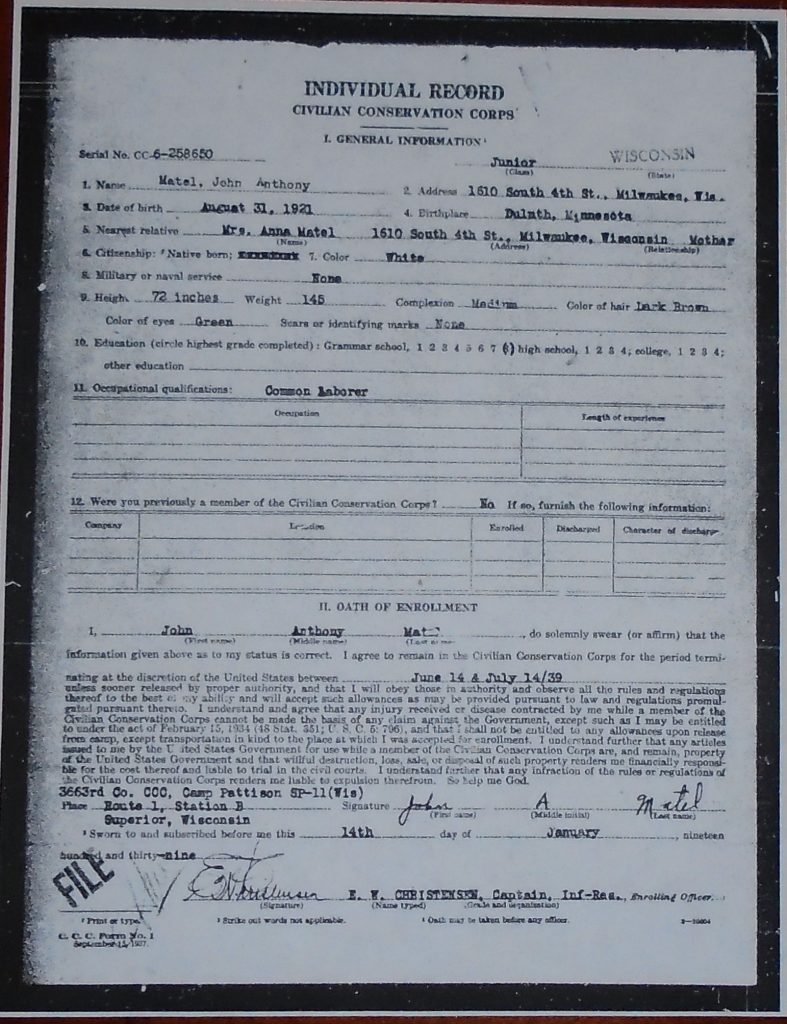 INDIVIDUAL RECORD
CIVILIAN CONSERVATION CORPS
I. GENERAL INFORMATION¹
Serial No. CC-6-258650 Junior WISCONSIN
(Class) (State)
1. Name Matel, John Anthony 2. Address 1610 South 4th St., Milwaukee, Wis.
3. Date of birth August 31, 1921 4. Birthplace Duluth, Minnesota
5. Nearest relative Mrs. Anna Matel 1610 South 4th St., Milwaukee, Wisconsin Mother
(Name) (Address) (Relationship)
6. Citizenship: ² Native born; 7. Color White
8. Military or naval service None
9. Height 72 inches Weight 145 Complexion Medium Color of hair Dark Brown
Color of eyes Green Scars or identifying marks None
10. Education (circle highest grade completed): Grammar school, 1 2 3 4 5 6 7 (8) high school, 1 2 3 4; college, 1 2 3 4;
other education
11. Occupational qualifications: Common Laborer
Occupation Length of experience
12. Were you previously a member of the Civilian Conservation Corps? No If so, furnish the following information:
Company Location Enrolled Discharged Character of discharge
II. OATH OF ENROLLMENT
I, John Anthony Matel, do solemnly swear (or affirm) that the
(First name) (Middle name) (Last name)
information given above as to my status is correct. I agree to remain in the Civilian Conservation Corps for the period termi-
nating at the discretion of the United States between June 14 & July 14/39
unless sooner released by proper authority, and that I will obey those in authority and observe all the rules and regulations
thereof to the best of my ability and will accept such allowances as may be provided pursuant to law and regulations promul-
gated pursuant thereto. I understand and agree that any injury received or disease contracted by me while a member of the
Civilian Conservation Corps cannot be made the basis of any claim against the Government, except such as I may be entitled
to under the act of February 15, 1934 (48 Stat. 351; U. S. C. 5: 796), and that I shall not be entitled to any allowances upon release
from camp, except transportation in kind to the place at which I was accepted for enrollment. I understand further that any articles
issued to me by the United States Government for use while a member of the Civilian Conservation Corps are, and remain, property
of the United States Government and that willful destruction, loss, sale, or disposal of such property renders me financially responsi-
ble for the cost thereof and liable to trial in the civil courts. I understand further that any infraction of the rules or regulations of
the Civilian Conservation Corps renders me liable to expulsion therefrom. So help me God.
3663rd Co. CCC, Camp Pattison SP-11(Wis)
Place Route 1, Station B Signature John A Matel
(First name) (Middle initial) (Last name)
Superior, Wisconsin
³ Sworn to and subscribed before me this 14th day of January, nineteen
hundred and thirty-nine
FILE
E W Christensen E. W. CHRISTENSEN, Captain, Inf-Res., Enrolling Officer.
(Signature) (Name typed) (Grade and organization)
¹ Print or type. ² Strike out words not applicable. ³ Oath may be taken before any officer. 3-10804
C. C. C. Form No. 1
September 15, 1937.